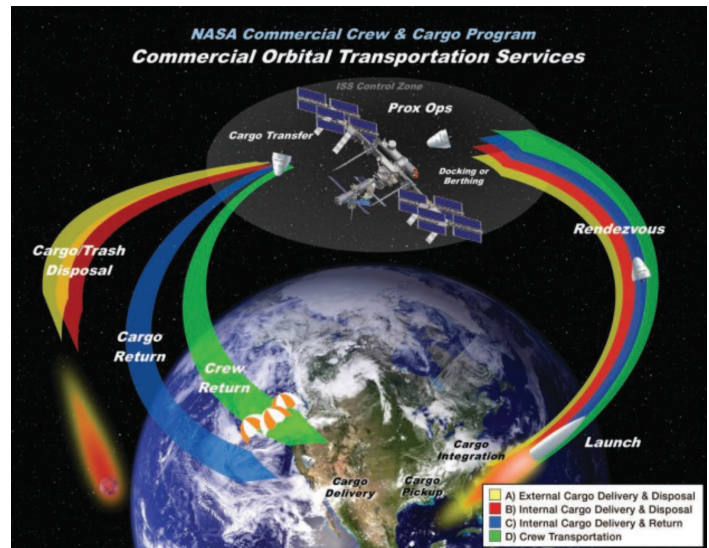 NASA Commercial Crew & Cargo Program
Commercial Orbital Transportation Services
ISS Control Zone
Prox Ops
Cargo Transfer
Docking or
Berthing
Rendezvous
Cargo/Trash
Disposal
Cargo
Return
Crew
Return
Launch
Cargo
Integration
Cargo
Delivery
Cargo
Pickup
A) External Cargo Delivery & Disposal
B) Internal Cargo Delivery & Disposal
C) Internal Cargo Delivery & Return
D) Crew Transportation